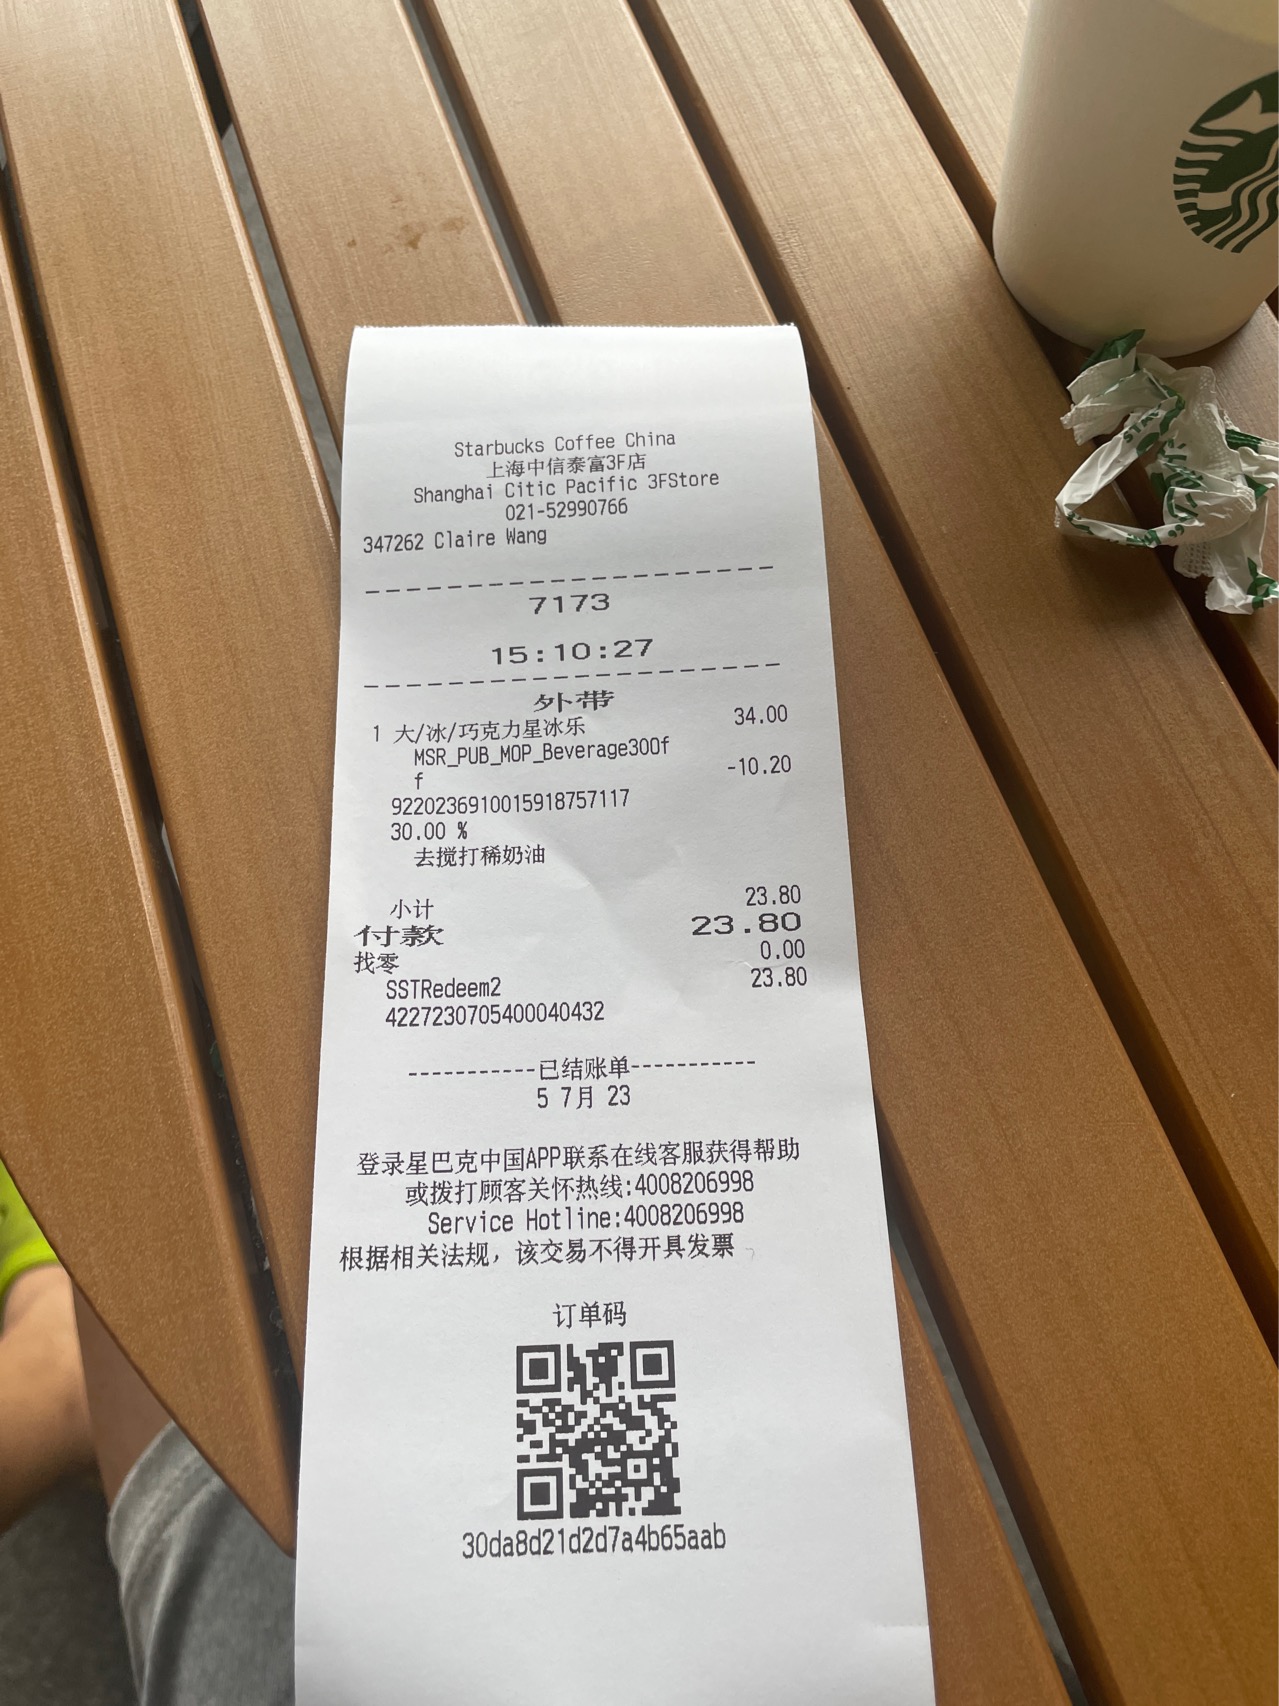 Starbucks Coffee China
上海中信泰富3F店
Shanghai Citic Pacific 3FStore
021-52990766
347262 Claire Wang
7173
15:10:27
外带
1 大/冰/巧克力星冰乐 34.00
MSR_PUB_MOP_Beverage30Of
f -10.20
9220236910015918757117
30.00 %
去搅打稀奶油
小计 23.80
付款 23.80
找零 0.00
SSTRedeem2 23.80
4227230705400040432
-----------已结账单-----------
5 7月 23
登录星巴克中国APP联系在线客服获得帮助
或拨打顾客关怀热线:4008206998
Service Hotline:4008206998
根据相关法规，该交易不得开具发票
订单码
30da8d21d2d7a4b65aab